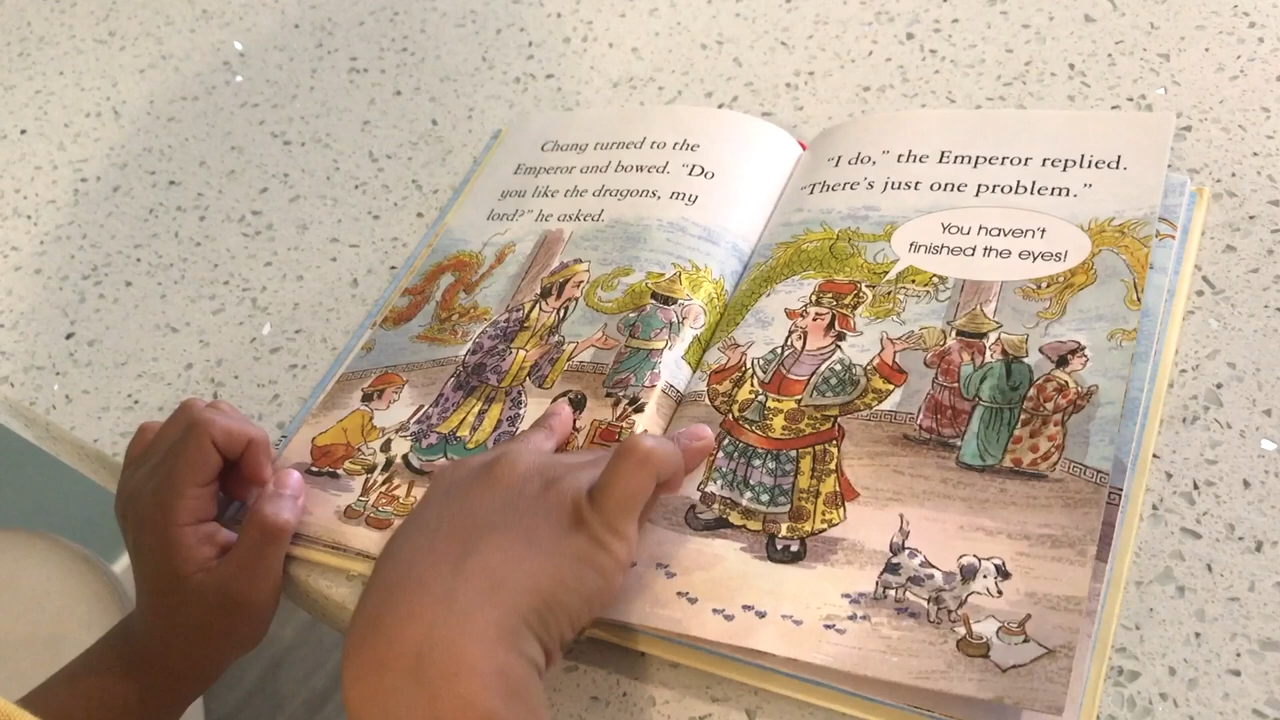 Chang turned to the
Emperor and bowed. “Do
you like the dragons, my
lord?” he asked.
“I do,” the Emperor replied.
“There’s just one problem.”
You haven’t
finished the eyes!